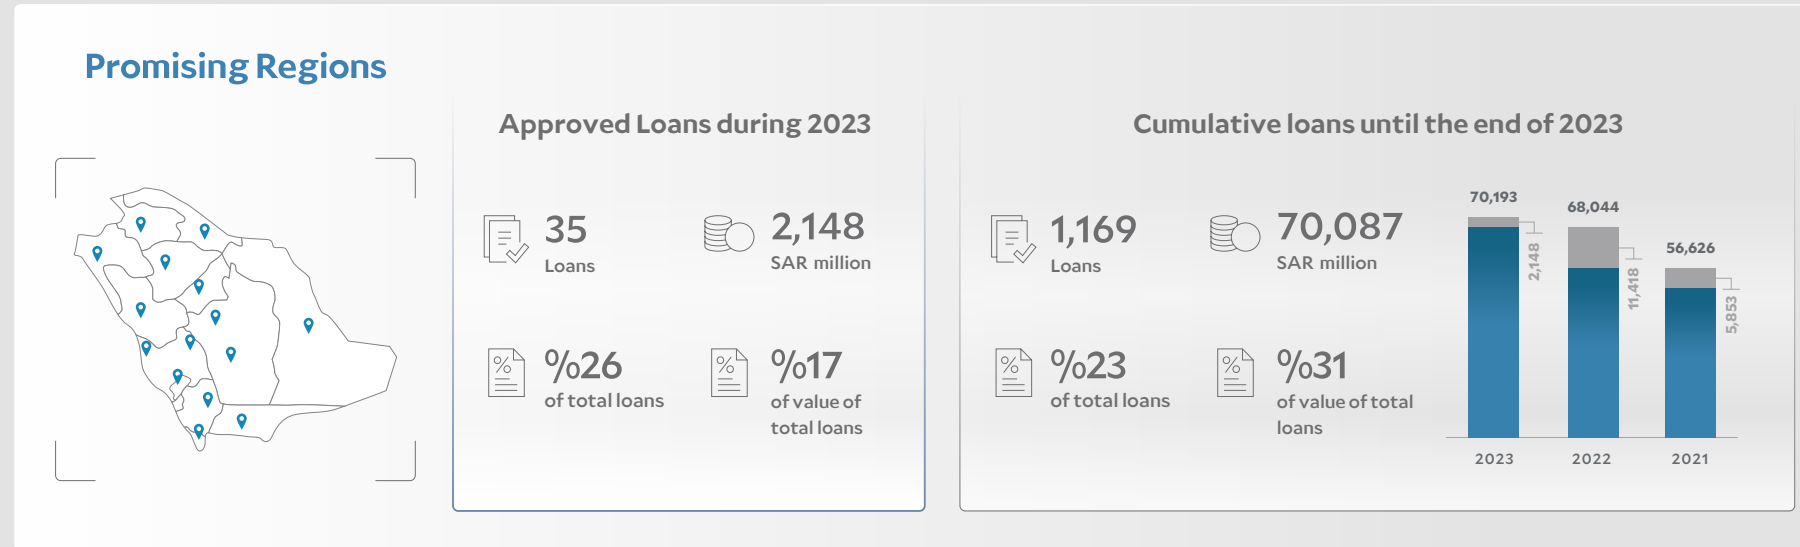 Promising Regions
Approved Loans during 2023
35
Loans
2,148
SAR million
%26
of total loans
%17
of value of
total loans
Cumulative loans until the end of 2023
1,169
Loans
70,087
SAR million
%23
of total loans
%31
of value of total
loans
70,193
2,148
68,044
11,418
56,626
5,853
2023
2022
2021